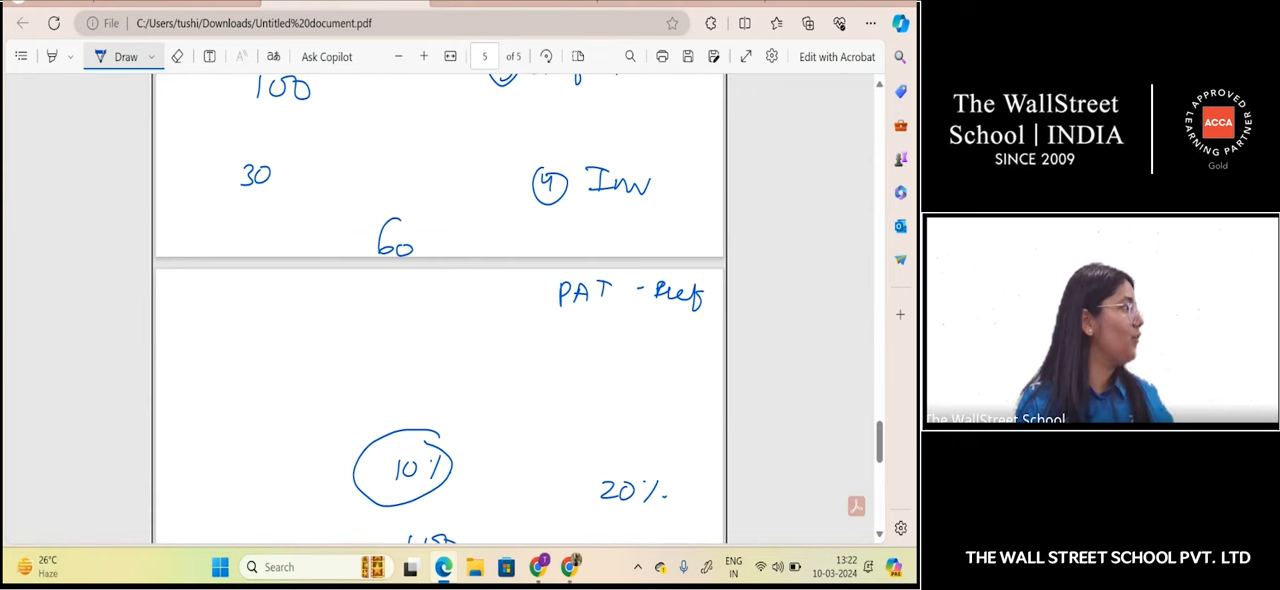 File C:/Users/tushi/Downloads/Untitled%20document.pdf
Draw
Ask Copilot
5 of 5
Edit with Acrobat
100
30
④ Inv
60
PAT - Pref
10%
20%.
26°C
Haze
Search
ENG
IN
13:22
10-03-2024
The WallStreet
School | INDIA
SINCE 2009
APPROVED
ACCA
LEARNING PARTNER
Gold
The WallStreet School
THE WALL STREET SCHOOL PVT. LTD